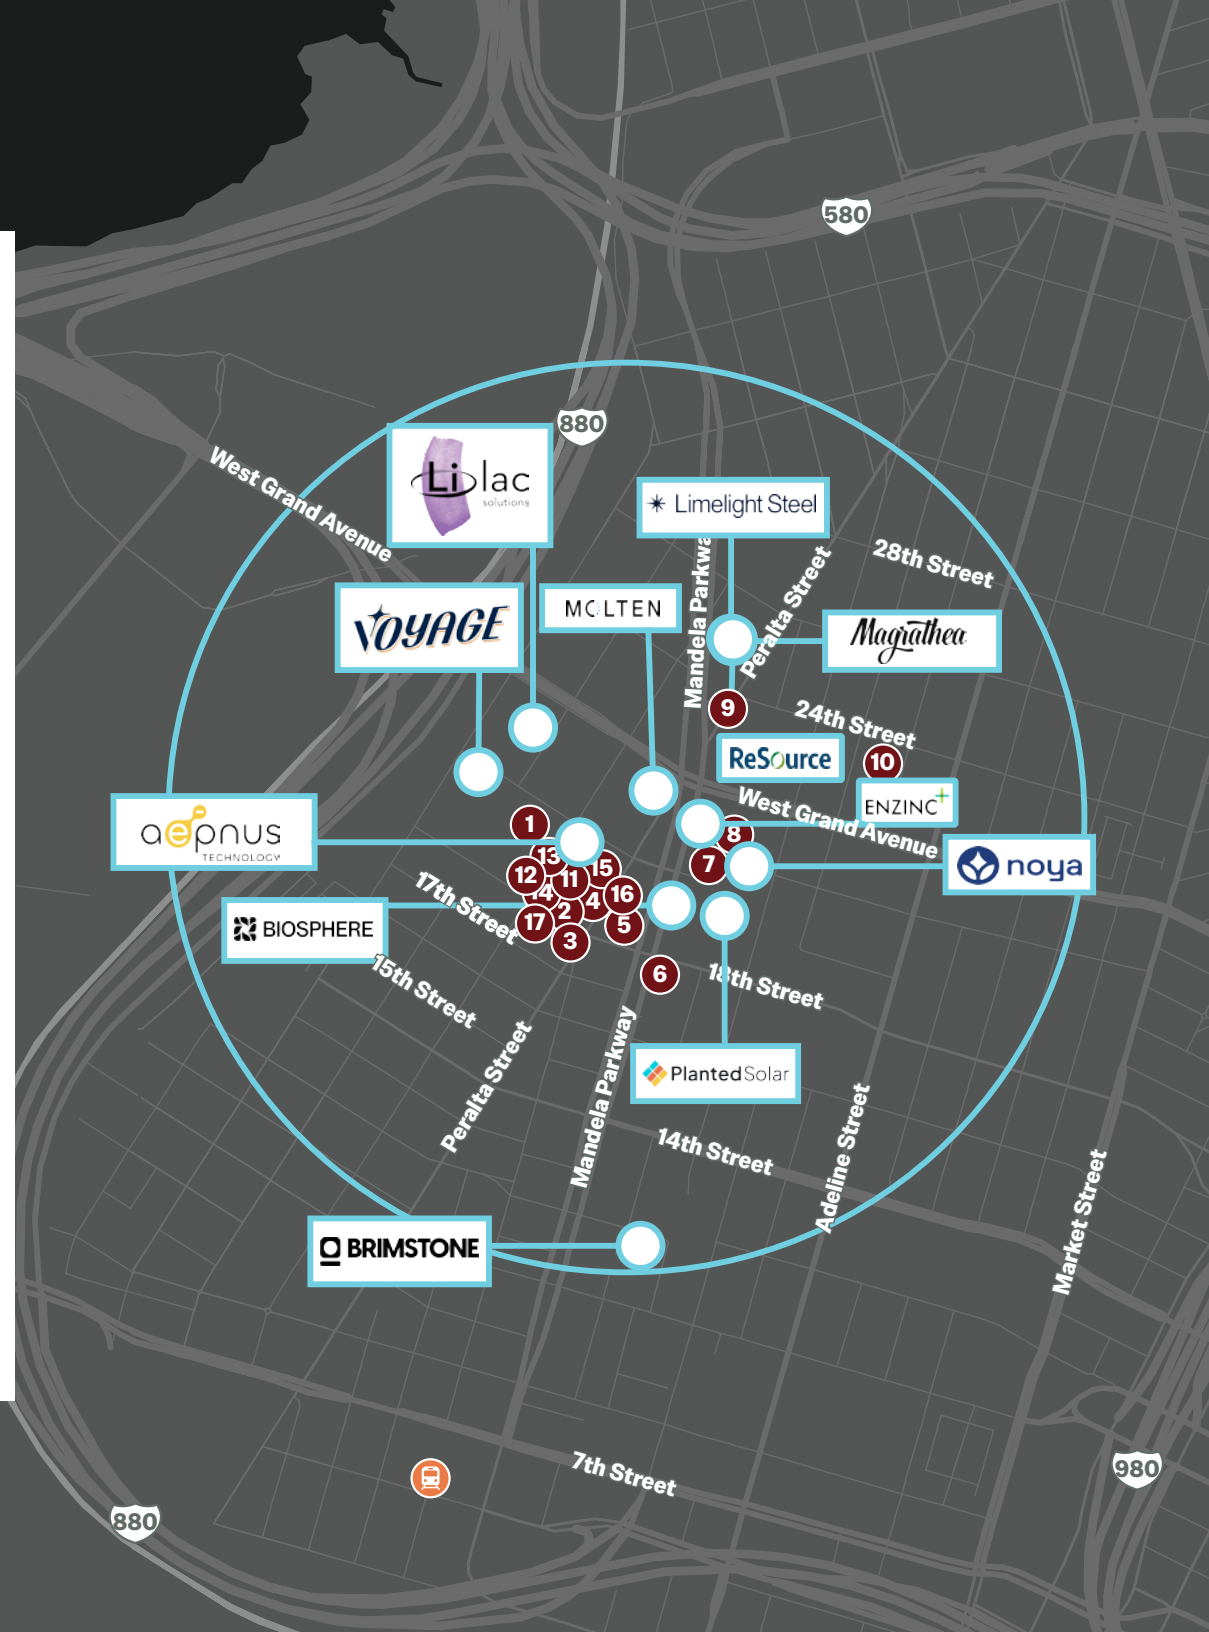 580
880
West Grand Avenue
Lilac
solutions
Limelight Steel
28th Street
Mandela Parkwa
Peralta Street
VOYAGE
MOLTEN
Magrathea
9
24th Street
ReSource
10
ENZINC
West Grand Avenue
1
aepnus
TECHNOLOGY
8
13
15
7
noya
12
11
14
16
4
17th Street
2
17
5
3
BIOSPHERE
15th Street
6
18th Street
Peralta Street
Mandela Parkway
PlantedSolar
14th Street
Adeline Street
Market Street
BRIMSTONE
7th Street
980
880